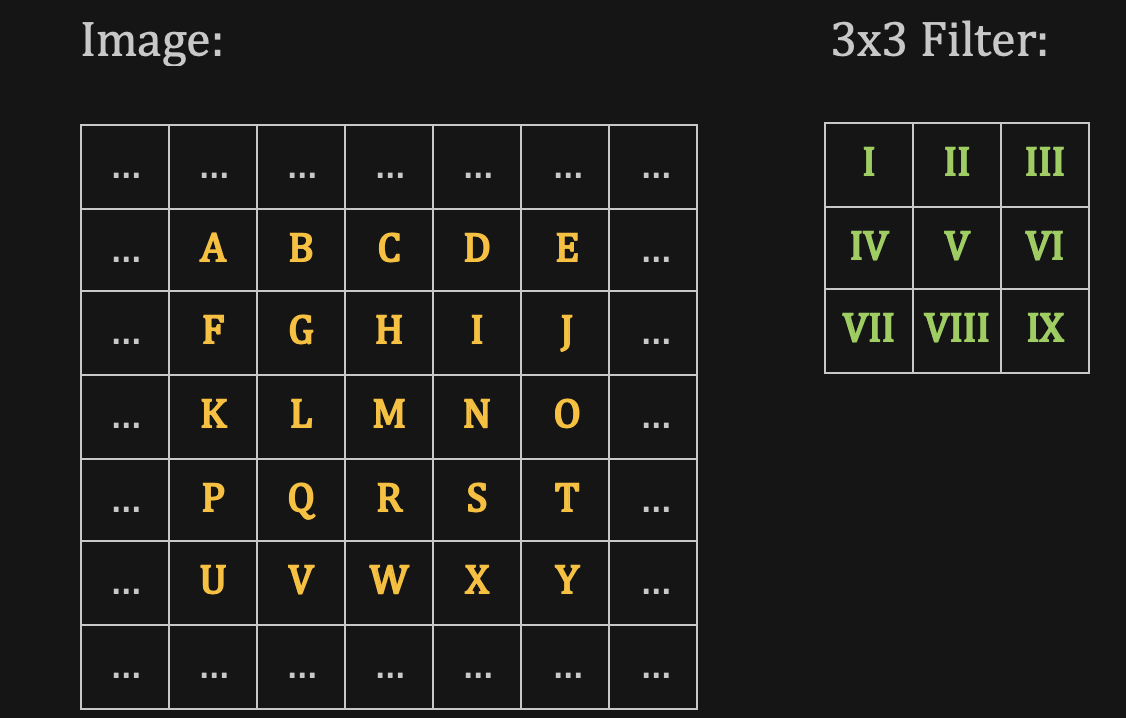 Image:
3x3 Filter:
... ... ... ... ... ... ...
... A B C D E ...
... F G H I J ...
... K L M N O ...
... P Q R S T ...
... U V W X Y ...
... ... ... ... ... ... ...
I II III
IV V VI
VII VIII IX